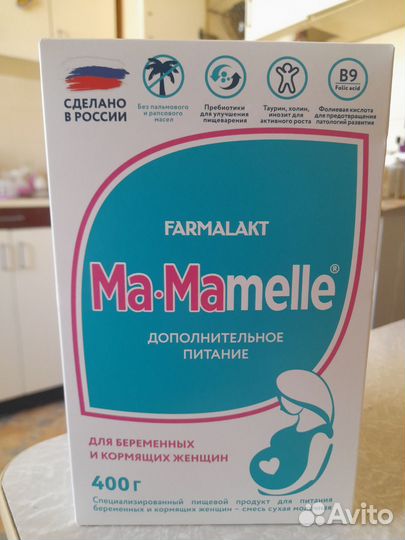 СДЕЛАНО
В РОССИИ
Без пальмового
и рапсового
масел
Пребиотики
для улучшения
пищеварения
Таурин, холин,
инозит для
активного роста
B9
Folic acid
Фолиевая кислота
для предотвращения
патологий развития
FARMALAKT
Ma·Mamelle®
ДОПОЛНИТЕЛЬНОЕ
ПИТАНИЕ
ДЛЯ БЕРЕМЕННЫХ
И КОРМЯЩИХ ЖЕНЩИН
400 г
Специализированный пищевой продукт для питания
беременных и кормящих женщин – смесь сухая
Avito